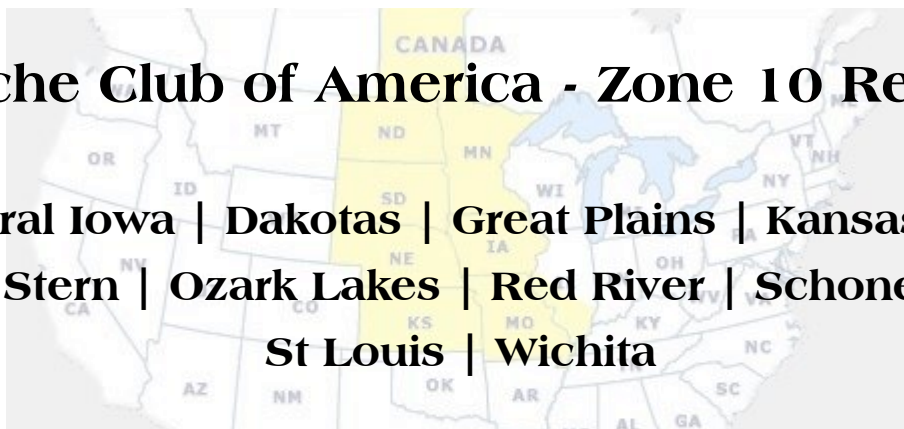 CANADA
che Club of America - Zone 10 Re
MT
ND
MN
OR
VT
NH
ID
WI
NY
SD
ral Iowa | Dakotas | Great Plains | Kansas
IA
NE
NV
OH
Stern | Ozark Lakes | Red River | Schone
CA
CO
KS
MO
KY
St Louis | Wichita
NC
AZ
NM
OK
AR
SC
AL
GA